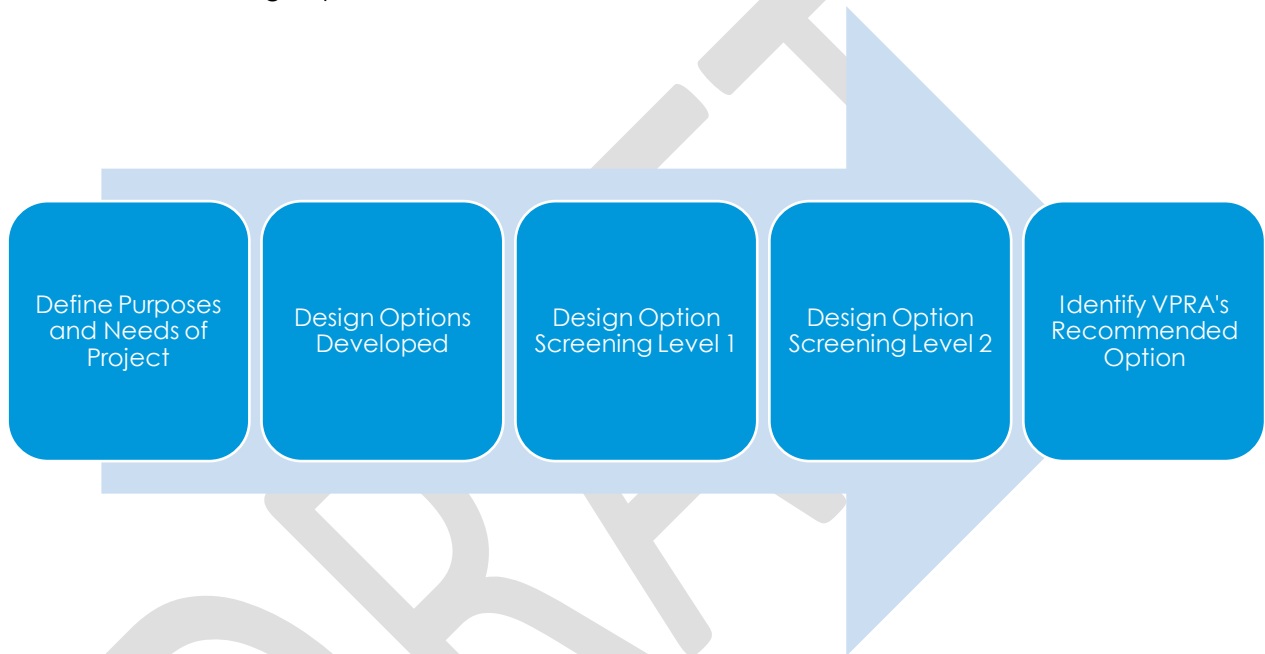 Define Purposes
and Needs of
Project
Design Options
Developed
Design Option
Screening Level 1
Design Option
Screening Level 2
Identify VPRA's
Recommended
Option